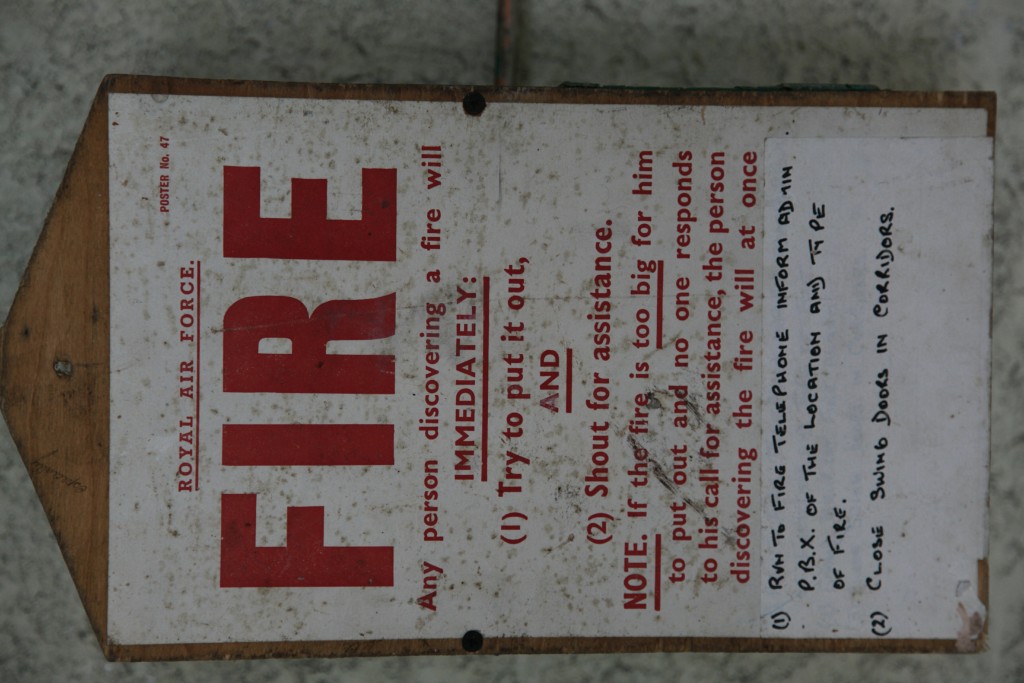 POSTER No. 47
ROYAL AIR FORCE.
FIRE
Any person discovering a fire will
IMMEDIATELY:
(1) Try to put it out,
AND
(2) Shout for assistance.
NOTE. If the fire is too big for him
to put out and no one responds
to his call for assistance, the person
discovering the fire will at once
(1) RUN TO FIRE TELEPHONE INFORM ADMIN
P.B.X. OF THE LOCATION AND TYPE
OF FIRE.
(2) CLOSE SWING DOORS IN CORRIDORS.